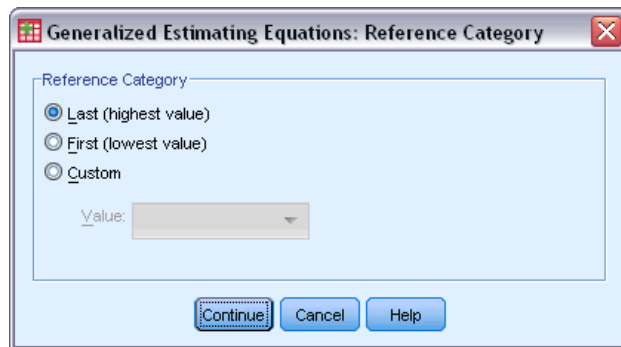 Generalized Estimating Equations: Reference Category
Reference Category
Last (highest value)
First (lowest value)
Custom
Value:
Continue Cancel Help